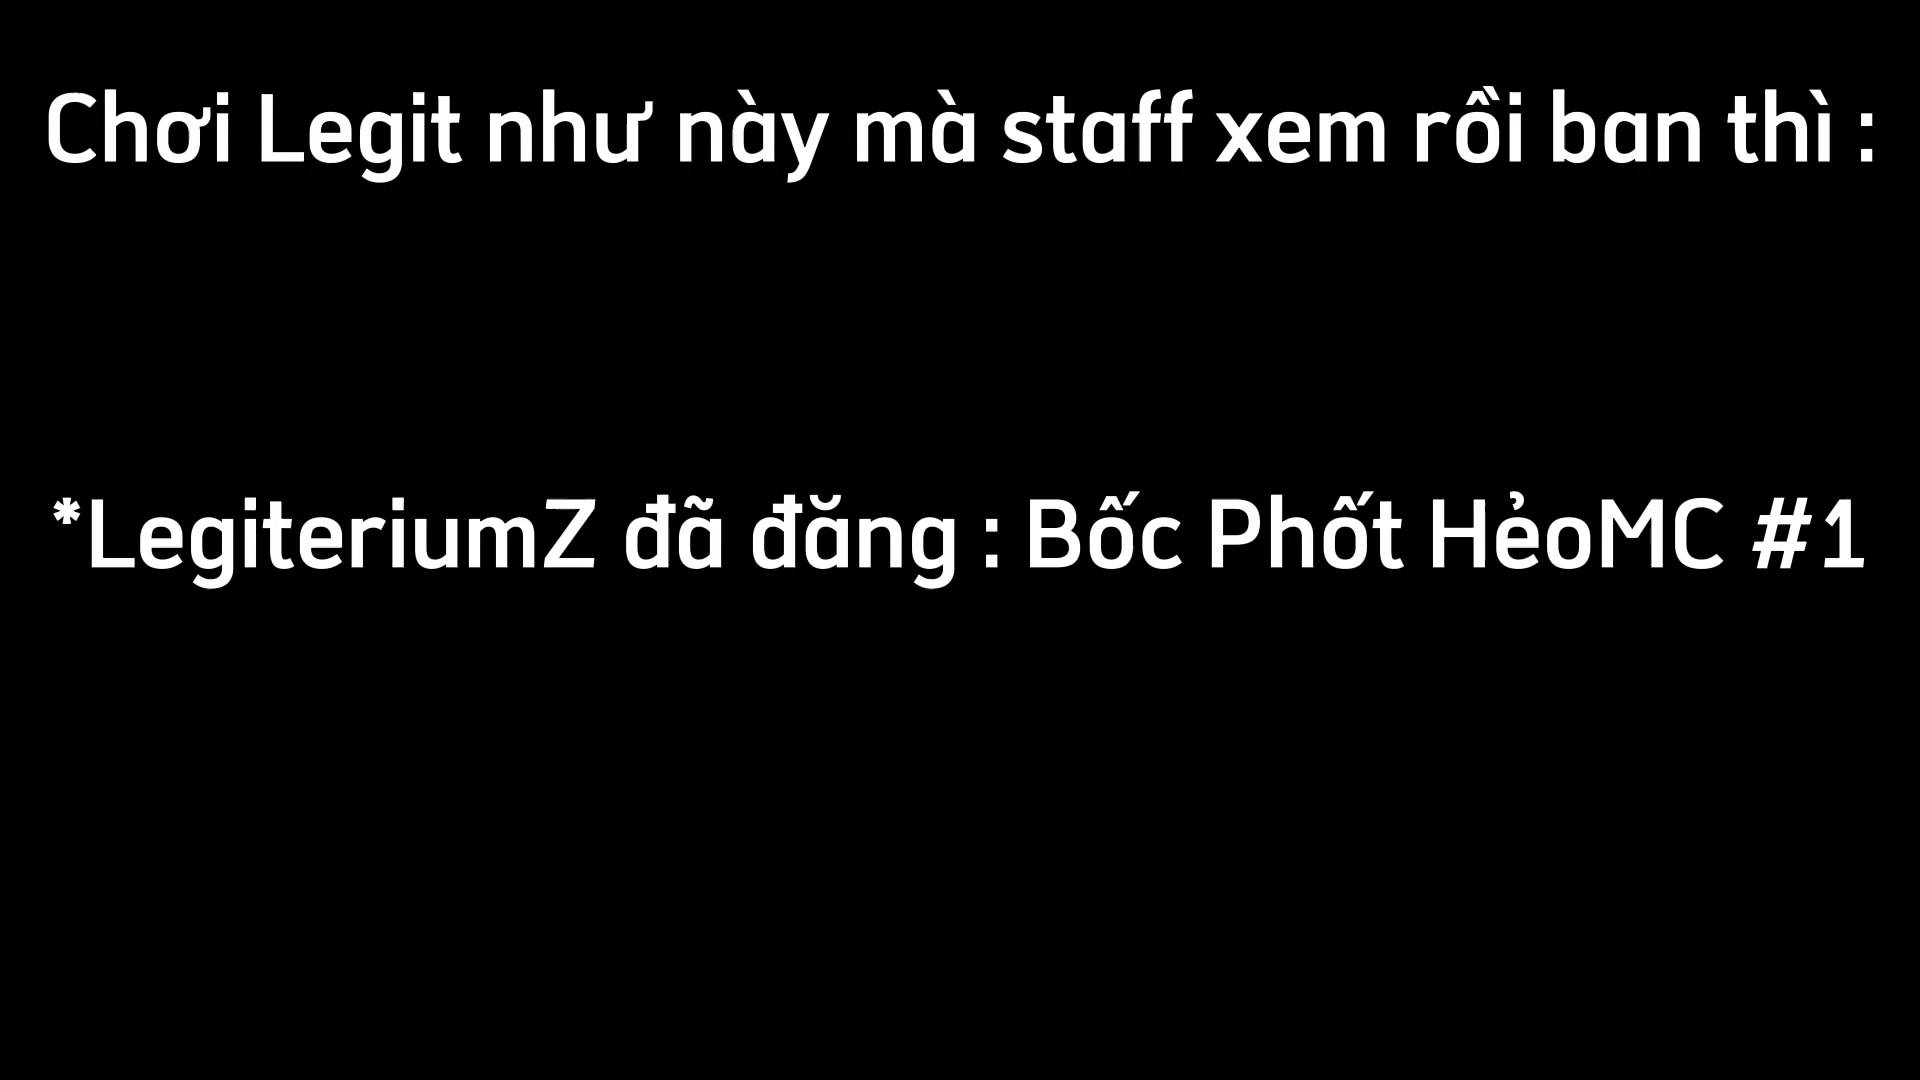 Chơi Legit như này mà staff xem rồi ban thì :
*LegiteriumZ đã đăng : Bốc Phốt HẻoMC #1